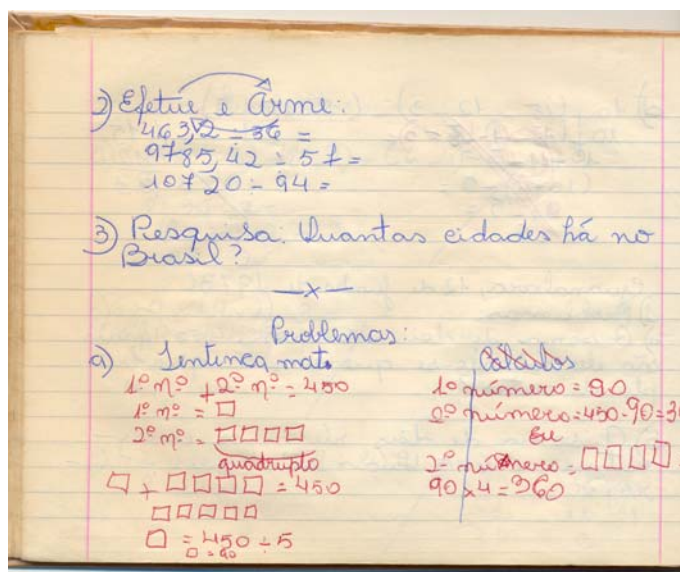 2) Efetue e Arme:
463,12 ÷ 36 =
9785,42 ÷ 57 =
10720 ÷ 94 =
3) Pesquisa: Quantas cidades há no
Brasil?
—x—
Problemas:
a) Sentença mat.
1º nº + 2º nº = 450
1º nº = □
2º nº = □□□□
quadruplo
□ + □□□□ = 450
□□□□□
□ = 450 ÷ 5
□ = 90
Cálculos
1º número = 90
2º número = 450 - 90 = 3
ou
2º número = □□□□
90 x 4 = 360